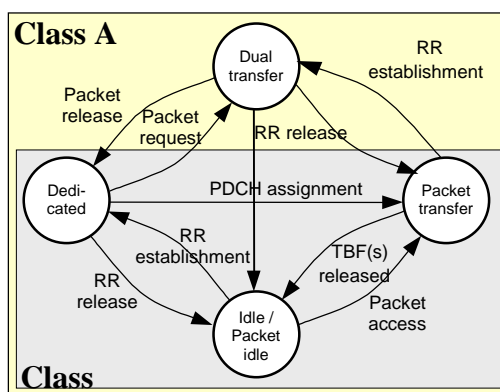 Class A
Dual
transfer
RR
establishment
Packet
release
Packet
request
RR release
Dedi-
cated
PDCH assignment
Packet
transfer
RR
establishment
TBF(s)
released
RR
release
Packet
access
Idle /
Packet
idle
Class